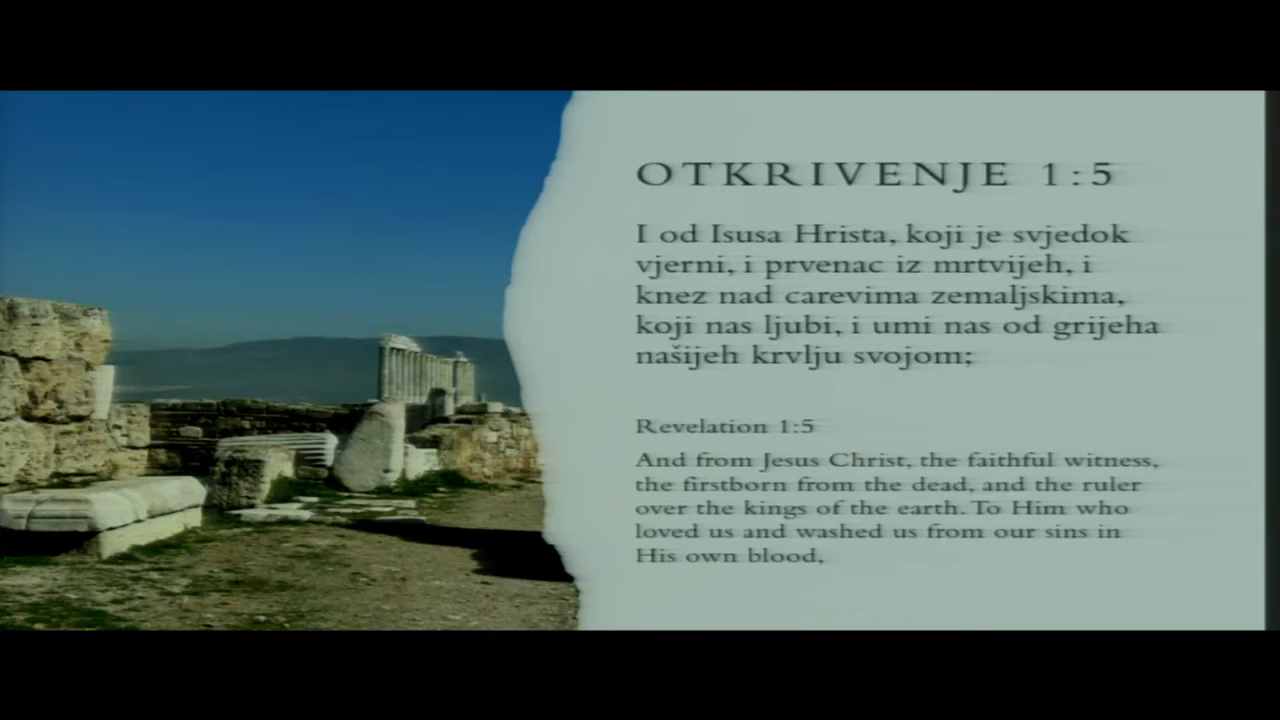 OTKRIVENJE 1:5
I od Isusa Hrista, koji je svjedok
vjerni, i prvenac iz mrtvijeh, i
knez nad carevima zemaljskima,
koji nas ljubi, i umi nas od grijeha
našijeh krvlju svojom;
Revelation 1:5
And from Jesus Christ, the faithful witness,
the firstborn from the dead, and the ruler
over the kings of the earth. To Him who
loved us and washed us from our sins in
His own blood,